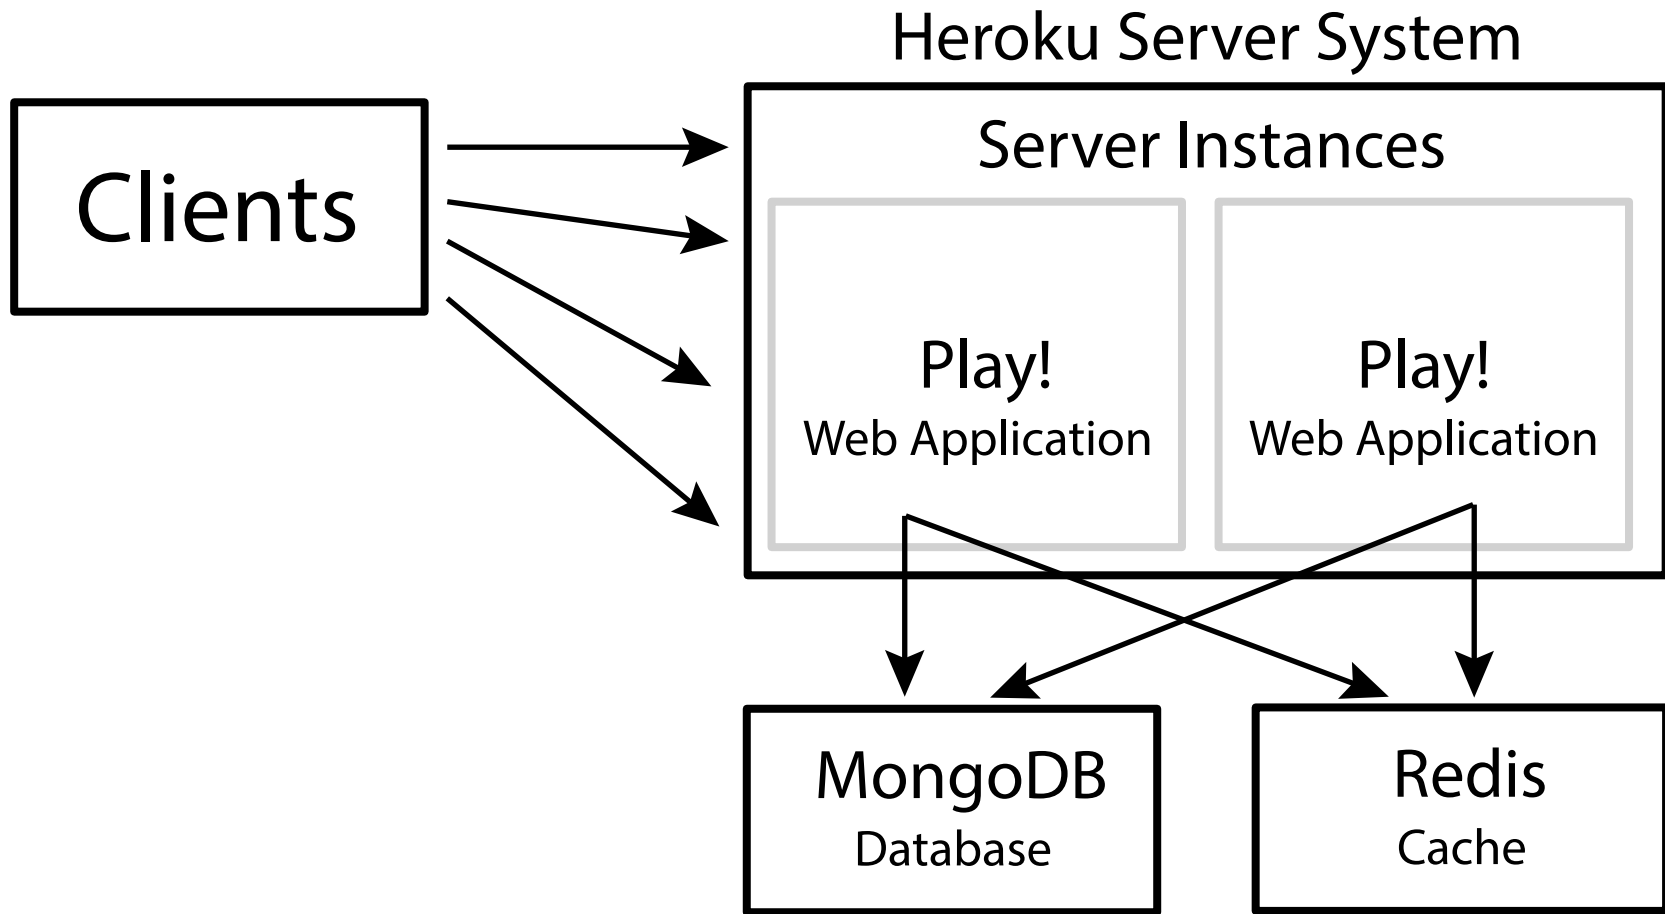 Heroku Server System
Clients
Server Instances
Play!
Web Application
Play!
Web Application
MongoDB
Database
Redis
Cache